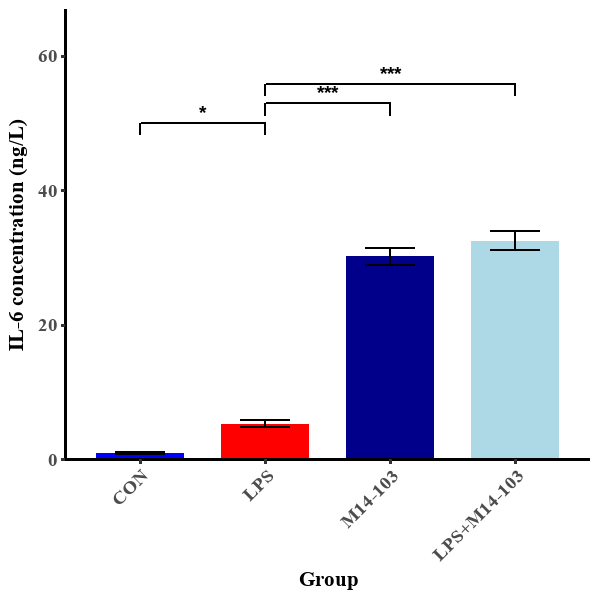 60
40
20
0
IL-6 concentration (ng/L)
***
***
*
CON
LPS
M14-103
LPS+M14-103
Group